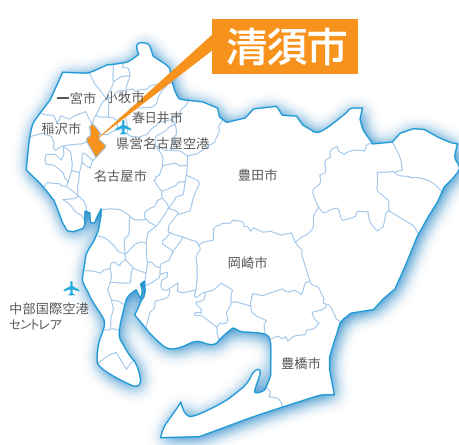 清須市
一宮市
小牧市
春日井市
稲沢市
県営名古屋空港
名古屋市
豊田市
岡崎市
中部国際空港
セントレア
豊橋市